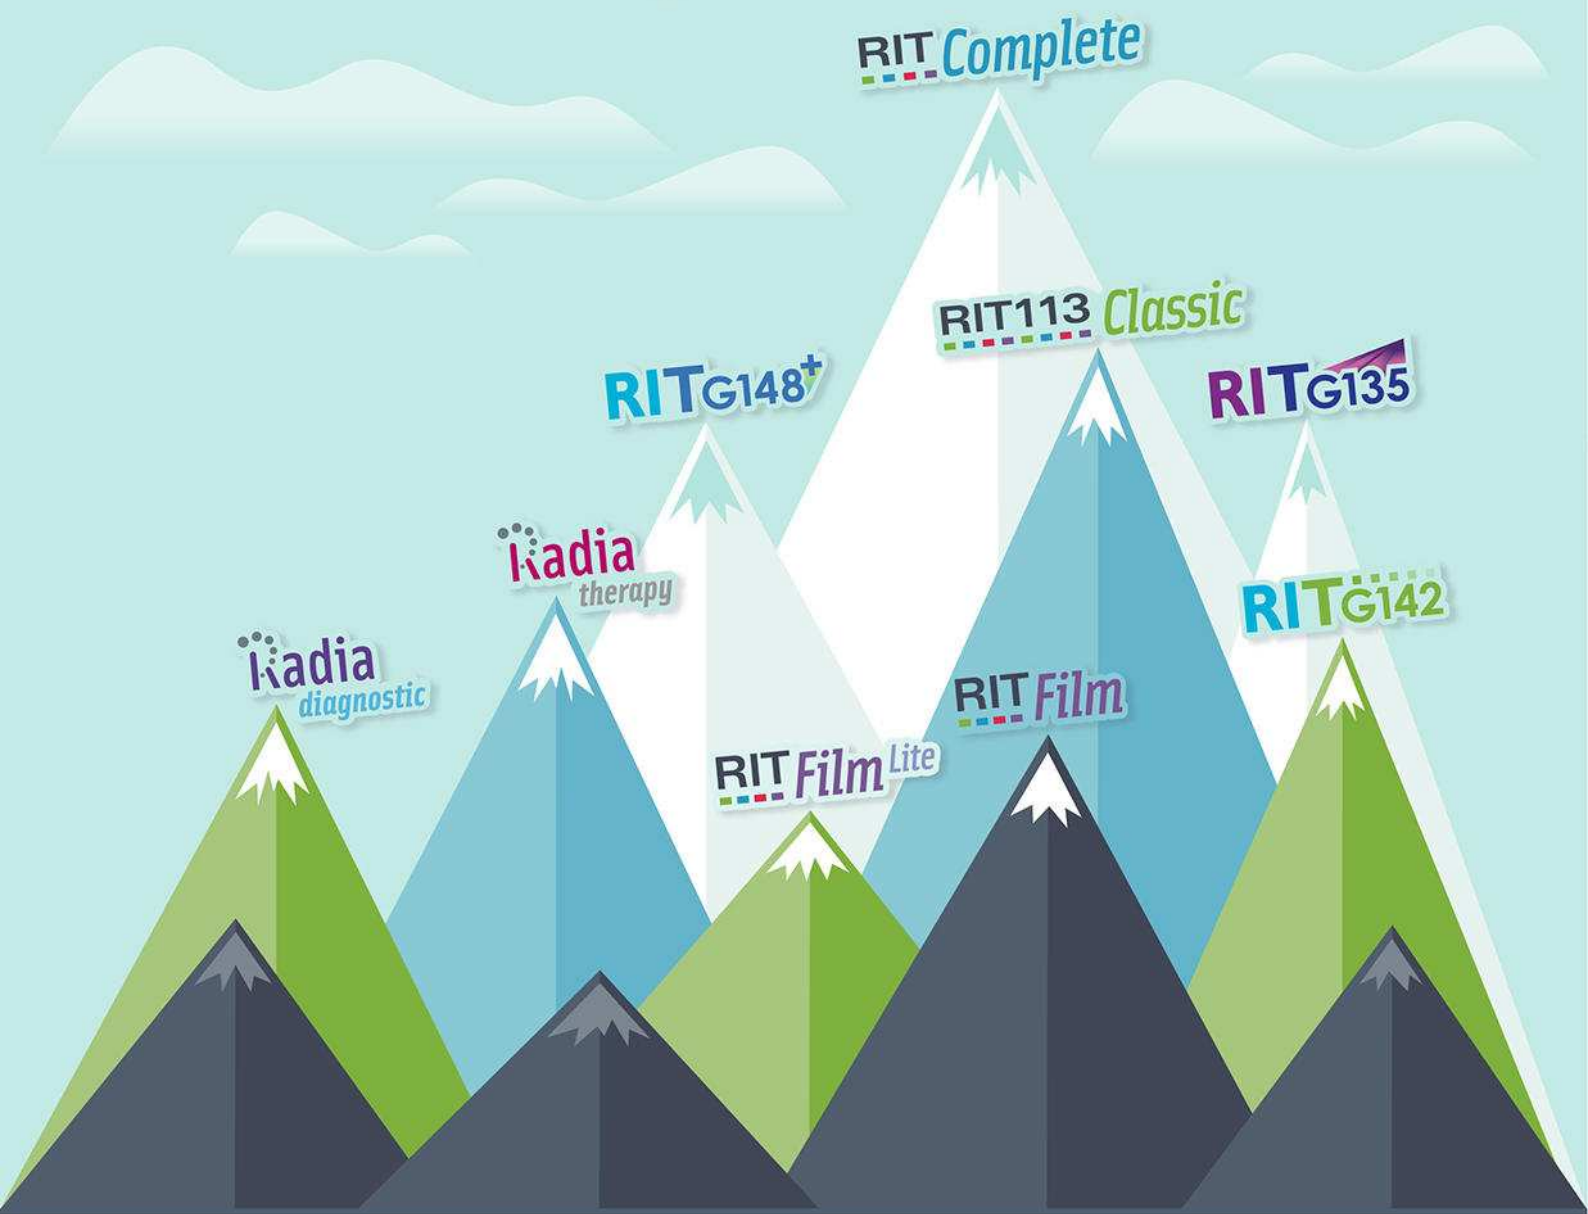 RIT Complete
RIT113 Classic
RITG148+
RITG135
Radia
therapy
RITG142
Radia
diagnostic
RIT Film
RIT Film Lite